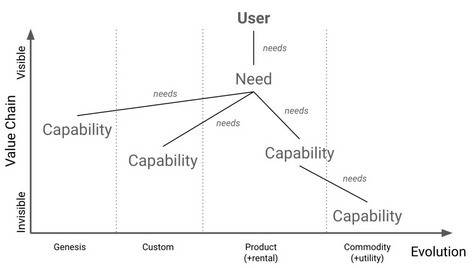 User
needs
Need
needs
needs
needs
Capability
Capability
Capability
needs
Capability
Visible
Value Chain
Invisible
Genesis
Custom
Product
(+rental)
Commodity
(+utility)
Evolution